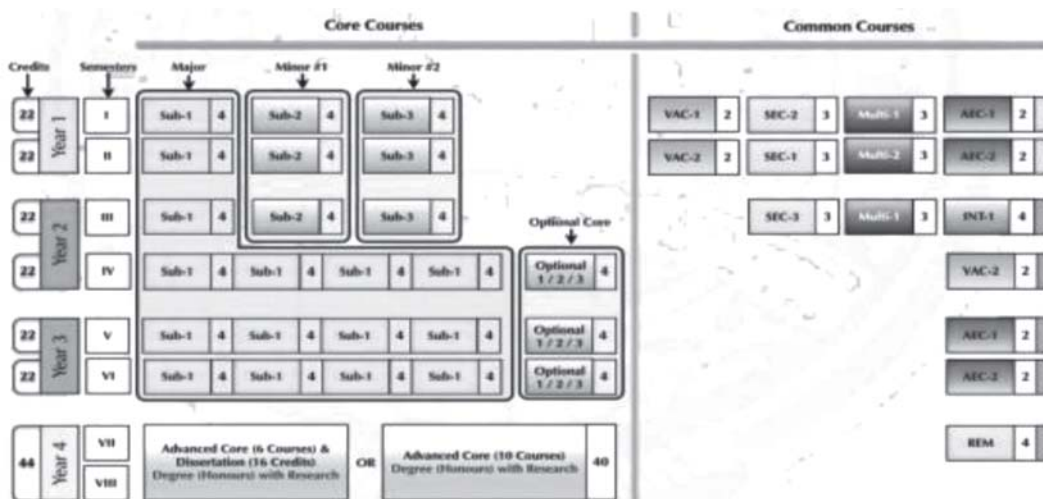 Core Courses
Common Courses
Credits Semesters Major Minor #1 Minor #2
22 Year 1 I Sub-1 4 Sub-2 4 Sub-3 4 VAC-1 2 SEC-2 3 Multi-1 3 AEC-1 2
22 II Sub-1 4 Sub-2 4 Sub-3 4 VAC-2 2 SEC-1 3 Multi-2 3 AEC-2 2
22 Year 2 III Sub-1 4 Sub-2 4 Sub-3 4 SEC-3 3 Multi-1 3 INT-1 4
Optional Core
22 IV Sub-1 4 Sub-1 4 Sub-1 4 Sub-1 4 Optional 4 VAC-2 2
1 / 2 / 3
22 Year 3 V Sub-1 4 Sub-1 4 Sub-1 4 Sub-1 4 Optional 4 AEC-1 2
1 / 2 / 3
22 VI Sub-1 4 Sub-1 4 Sub-1 4 Sub-1 4 Optional 4 AEC-2 2
1 / 2 / 3
44 Year 4 VII
VIII
Advanced Core (6 Courses) &
Dissertation (16 Credits)
Degree (Honours) with Research
OR
Advanced Core (10 Courses)
Degree (Honours) with Research
40
REM 4